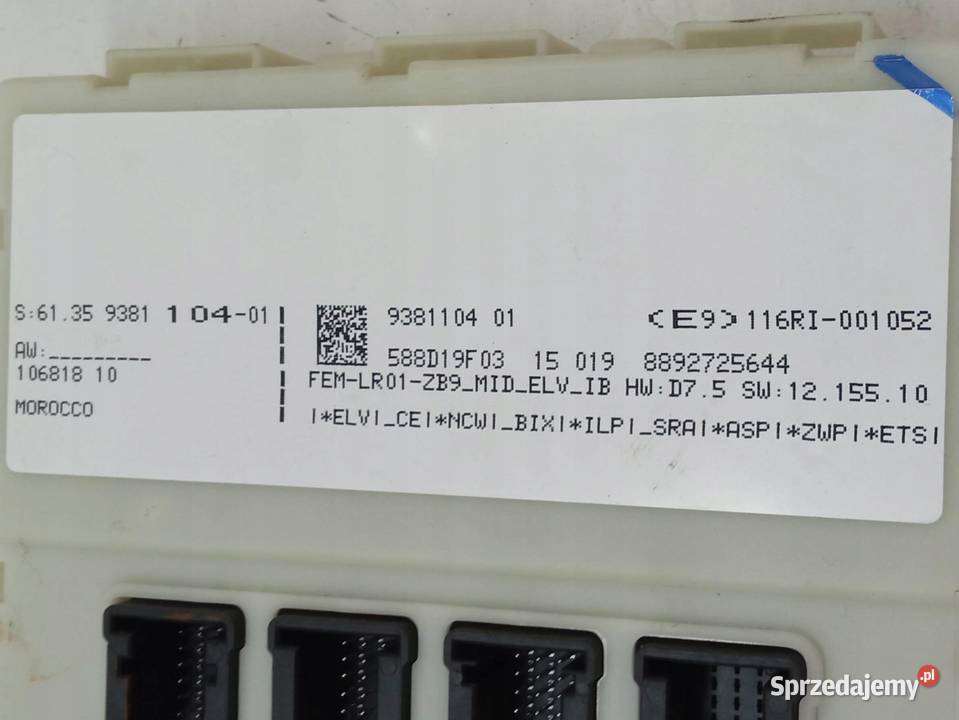 S:61.35 9381 104-01
AW:_________
106818 10
MOROCCO
9381104 01
<E9> 116RI-001052
588D19F03 15 019 8892725644
FEM-LR01-ZB9_MID_ELV_IB HW:D7.5 SW:12.155.10
|*ELV|_CE|*NCW|_BIX|*ILP|_SRA|*ASP|*ZWP|*ETS|
Sprzedajemy.pl